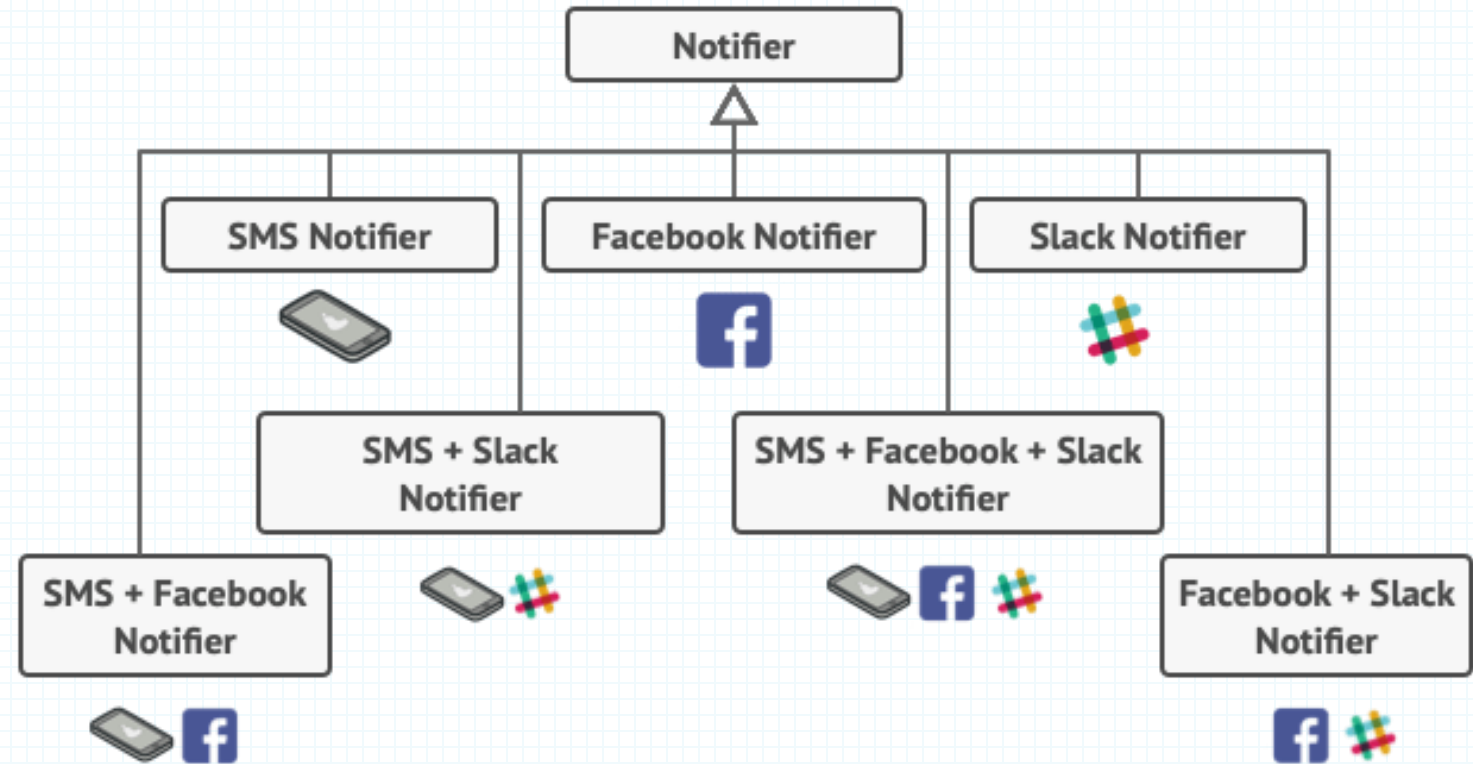 Notifier
SMS Notifier
Facebook Notifier
Slack Notifier
SMS + Slack
Notifier
SMS + Facebook + Slack
Notifier
SMS + Facebook
Notifier
Facebook + Slack
Notifier